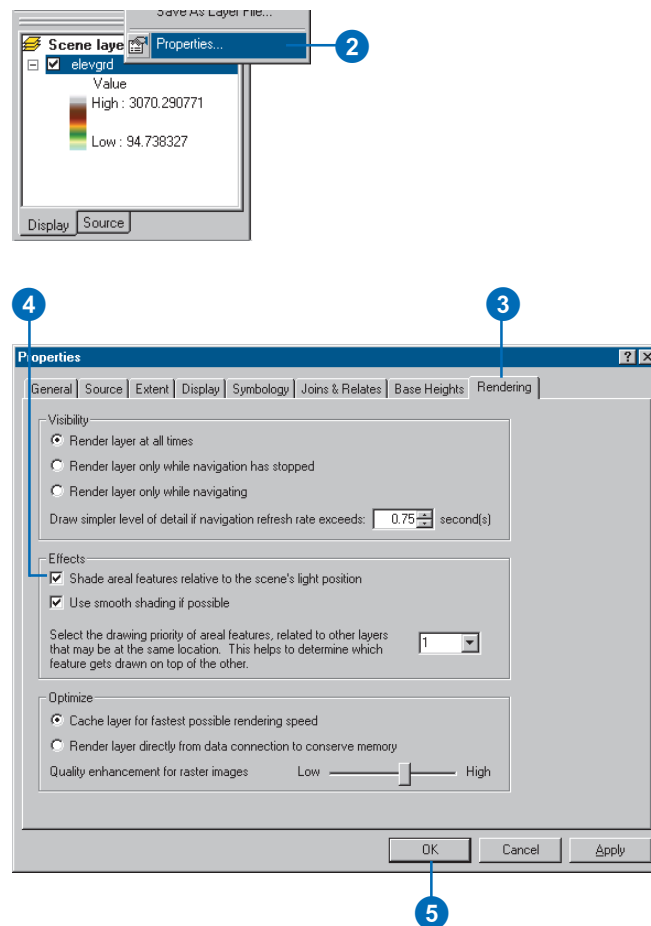 Save As Layer File...
Scene laye
Properties...
2
elevgrd
Value
High : 3070.290771
Low : 94.738327
Display Source
4
3
Properties
General Source Extent Display Symbology Joins & Relates Base Heights Rendering
Visibility
Render layer at all times
Render layer only while navigation has stopped
Render layer only while navigating
Draw simpler level of detail if navigation refresh rate exceeds: 0.75 second(s)
Effects
4
Shade areal features relative to the scene's light position
Use smooth shading if possible
Select the drawing priority of areal features, related to other layers
that may be at the same location. This helps to determine which
feature gets drawn on top of the other.
1
Optimize
Cache layer for fastest possible rendering speed
Render layer directly from data connection to conserve memory
Quality enhancement for raster images Low High
OK Cancel Apply
5